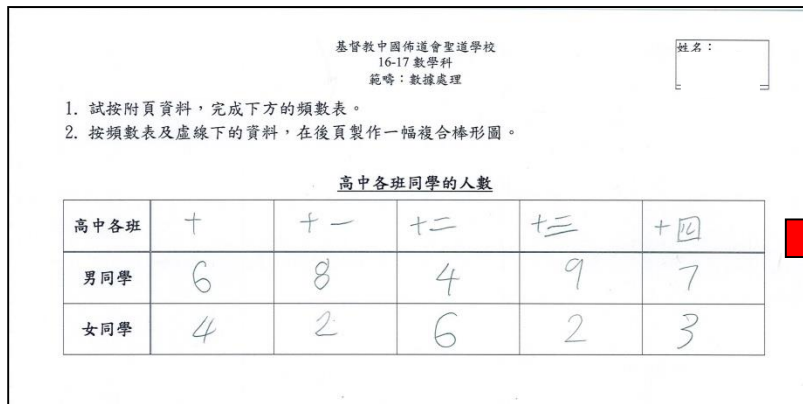 基督教中國佈道會聖道學校
16-17 數學科
範疇：數據處理
姓名：
1. 試按附頁資料，完成下方的頻數表。
2. 按頻數表及虛線下的資料，在後頁製作一幅複合棒形圖。
高中各班同學的人數
高中各班 十 十一 十二 十三 十四
男同學 6 8 4 9 7
女同學 4 2 6 2 3